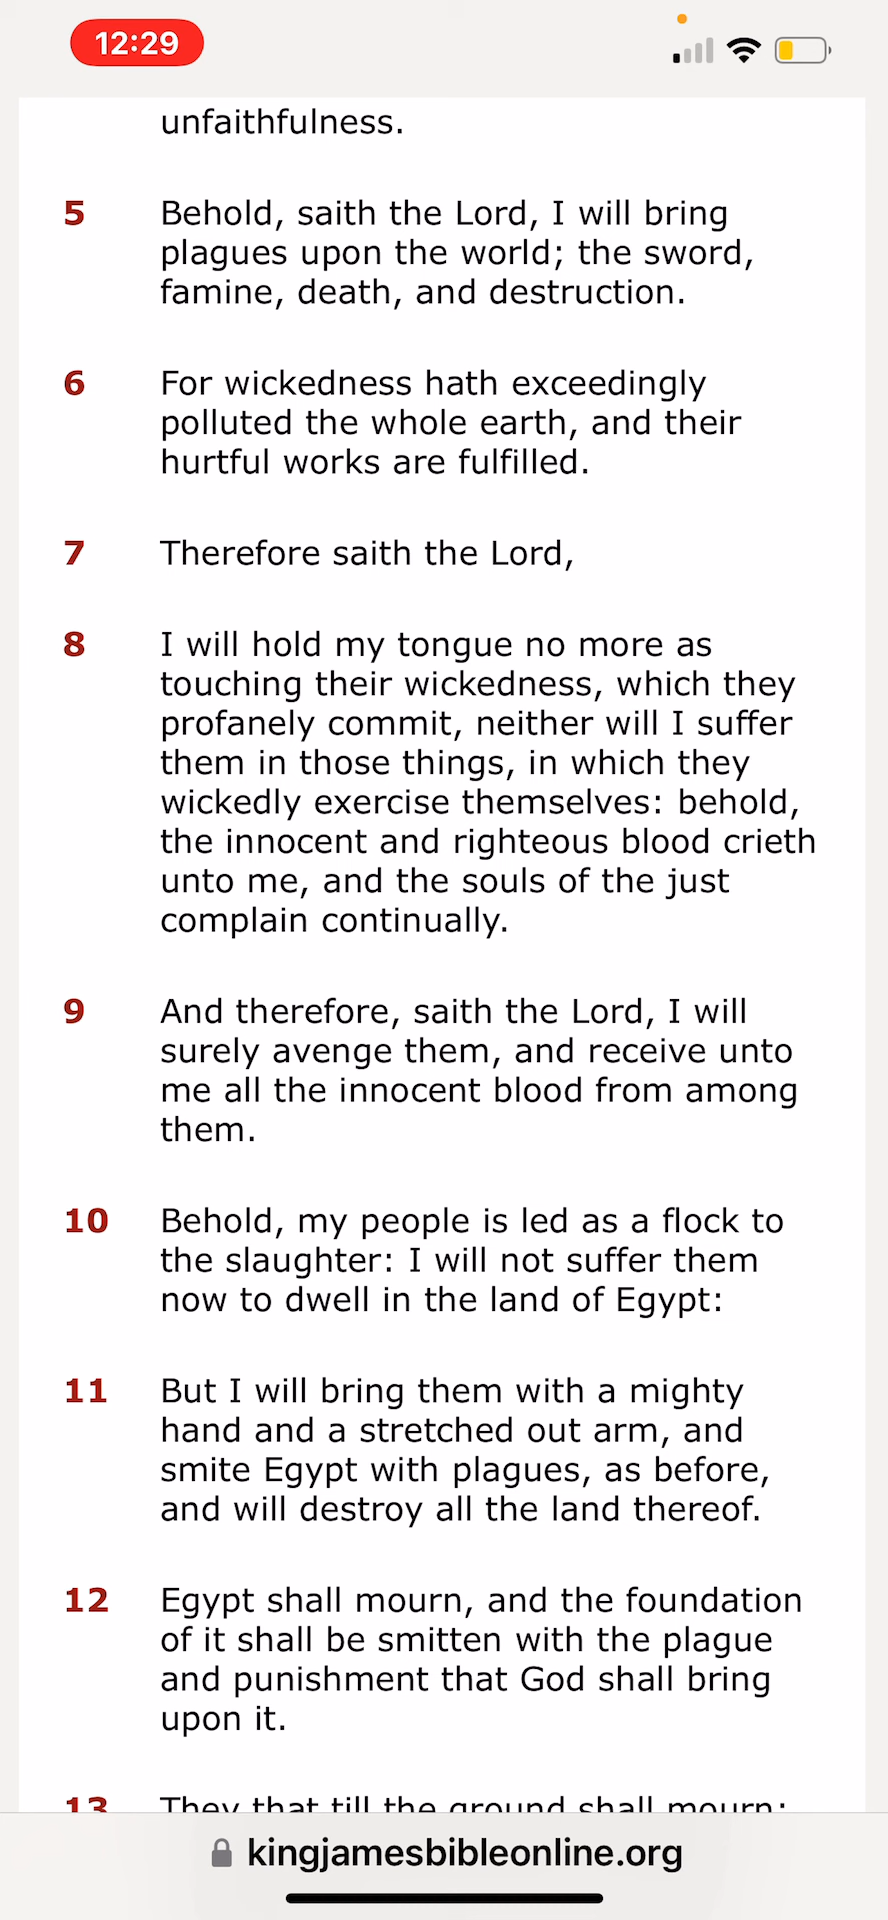 12:29
unfaithfulness.
5 Behold, saith the Lord, I will bring
plagues upon the world; the sword,
famine, death, and destruction.
6 For wickedness hath exceedingly
polluted the whole earth, and their
hurtful works are fulfilled.
7 Therefore saith the Lord,
8 I will hold my tongue no more as
touching their wickedness, which they
profanely commit, neither will I suffer
them in those things, in which they
wickedly exercise themselves: behold,
the innocent and righteous blood crieth
unto me, and the souls of the just
complain continually.
9 And therefore, saith the Lord, I will
surely avenge them, and receive unto
me all the innocent blood from among
them.
10 Behold, my people is led as a flock to
the slaughter: I will not suffer them
now to dwell in the land of Egypt:
11 But I will bring them with a mighty
hand and a stretched out arm, and
smite Egypt with plagues, as before,
and will destroy all the land thereof.
12 Egypt shall mourn, and the foundation
of it shall be smitten with the plague
and punishment that God shall bring
upon it.
13 They that till the ground shall mourn:
kingjamesbibleonline.org